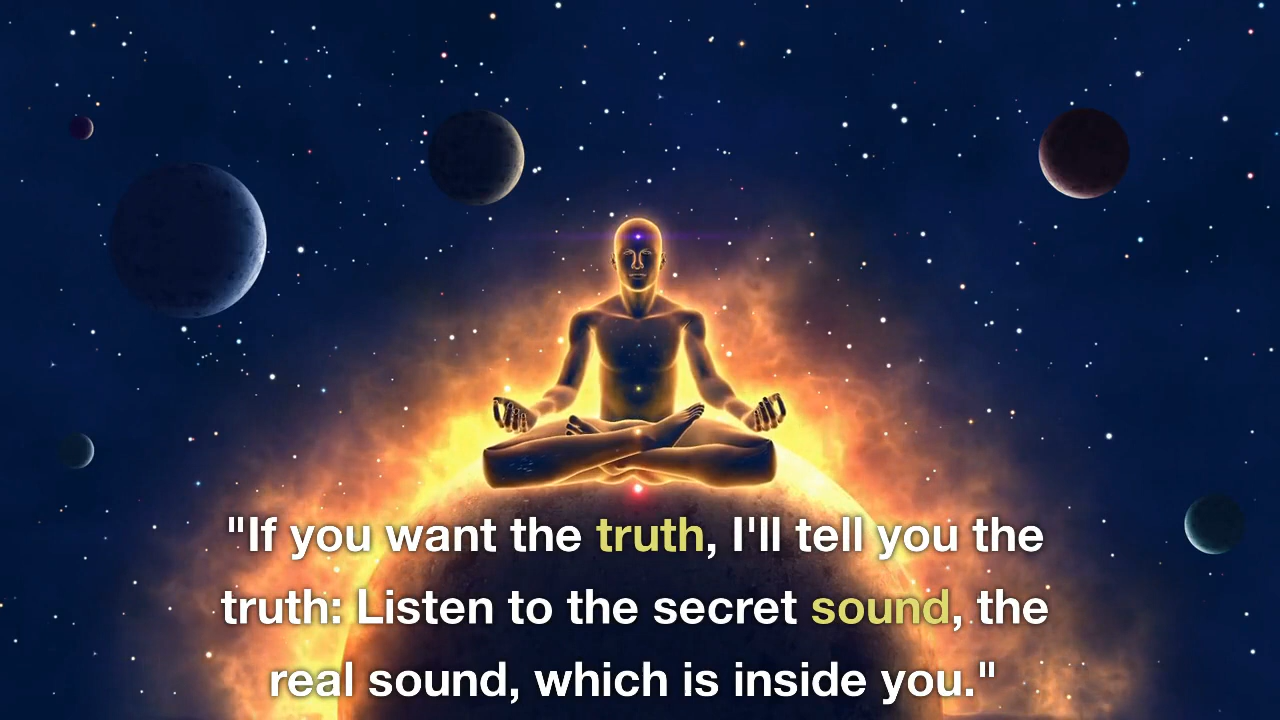 "If you want the truth, I'll tell you the
truth: Listen to the secret sound, the
real sound, which is inside you."